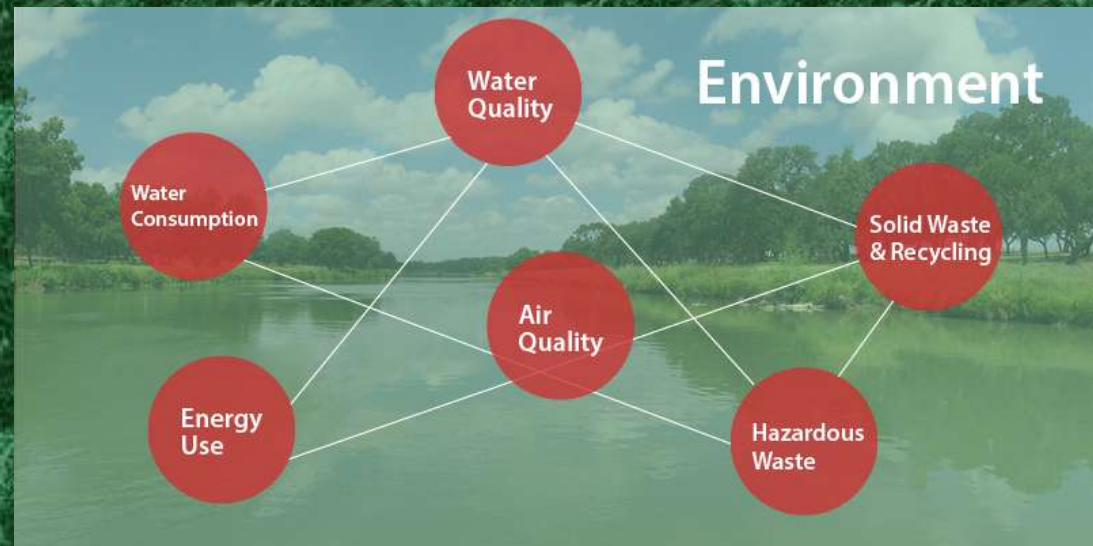 Environment
Water
Quality
Water
Consumption
Solid Waste
& Recycling
Air
Quality
Energy
Use
Hazardous
Waste